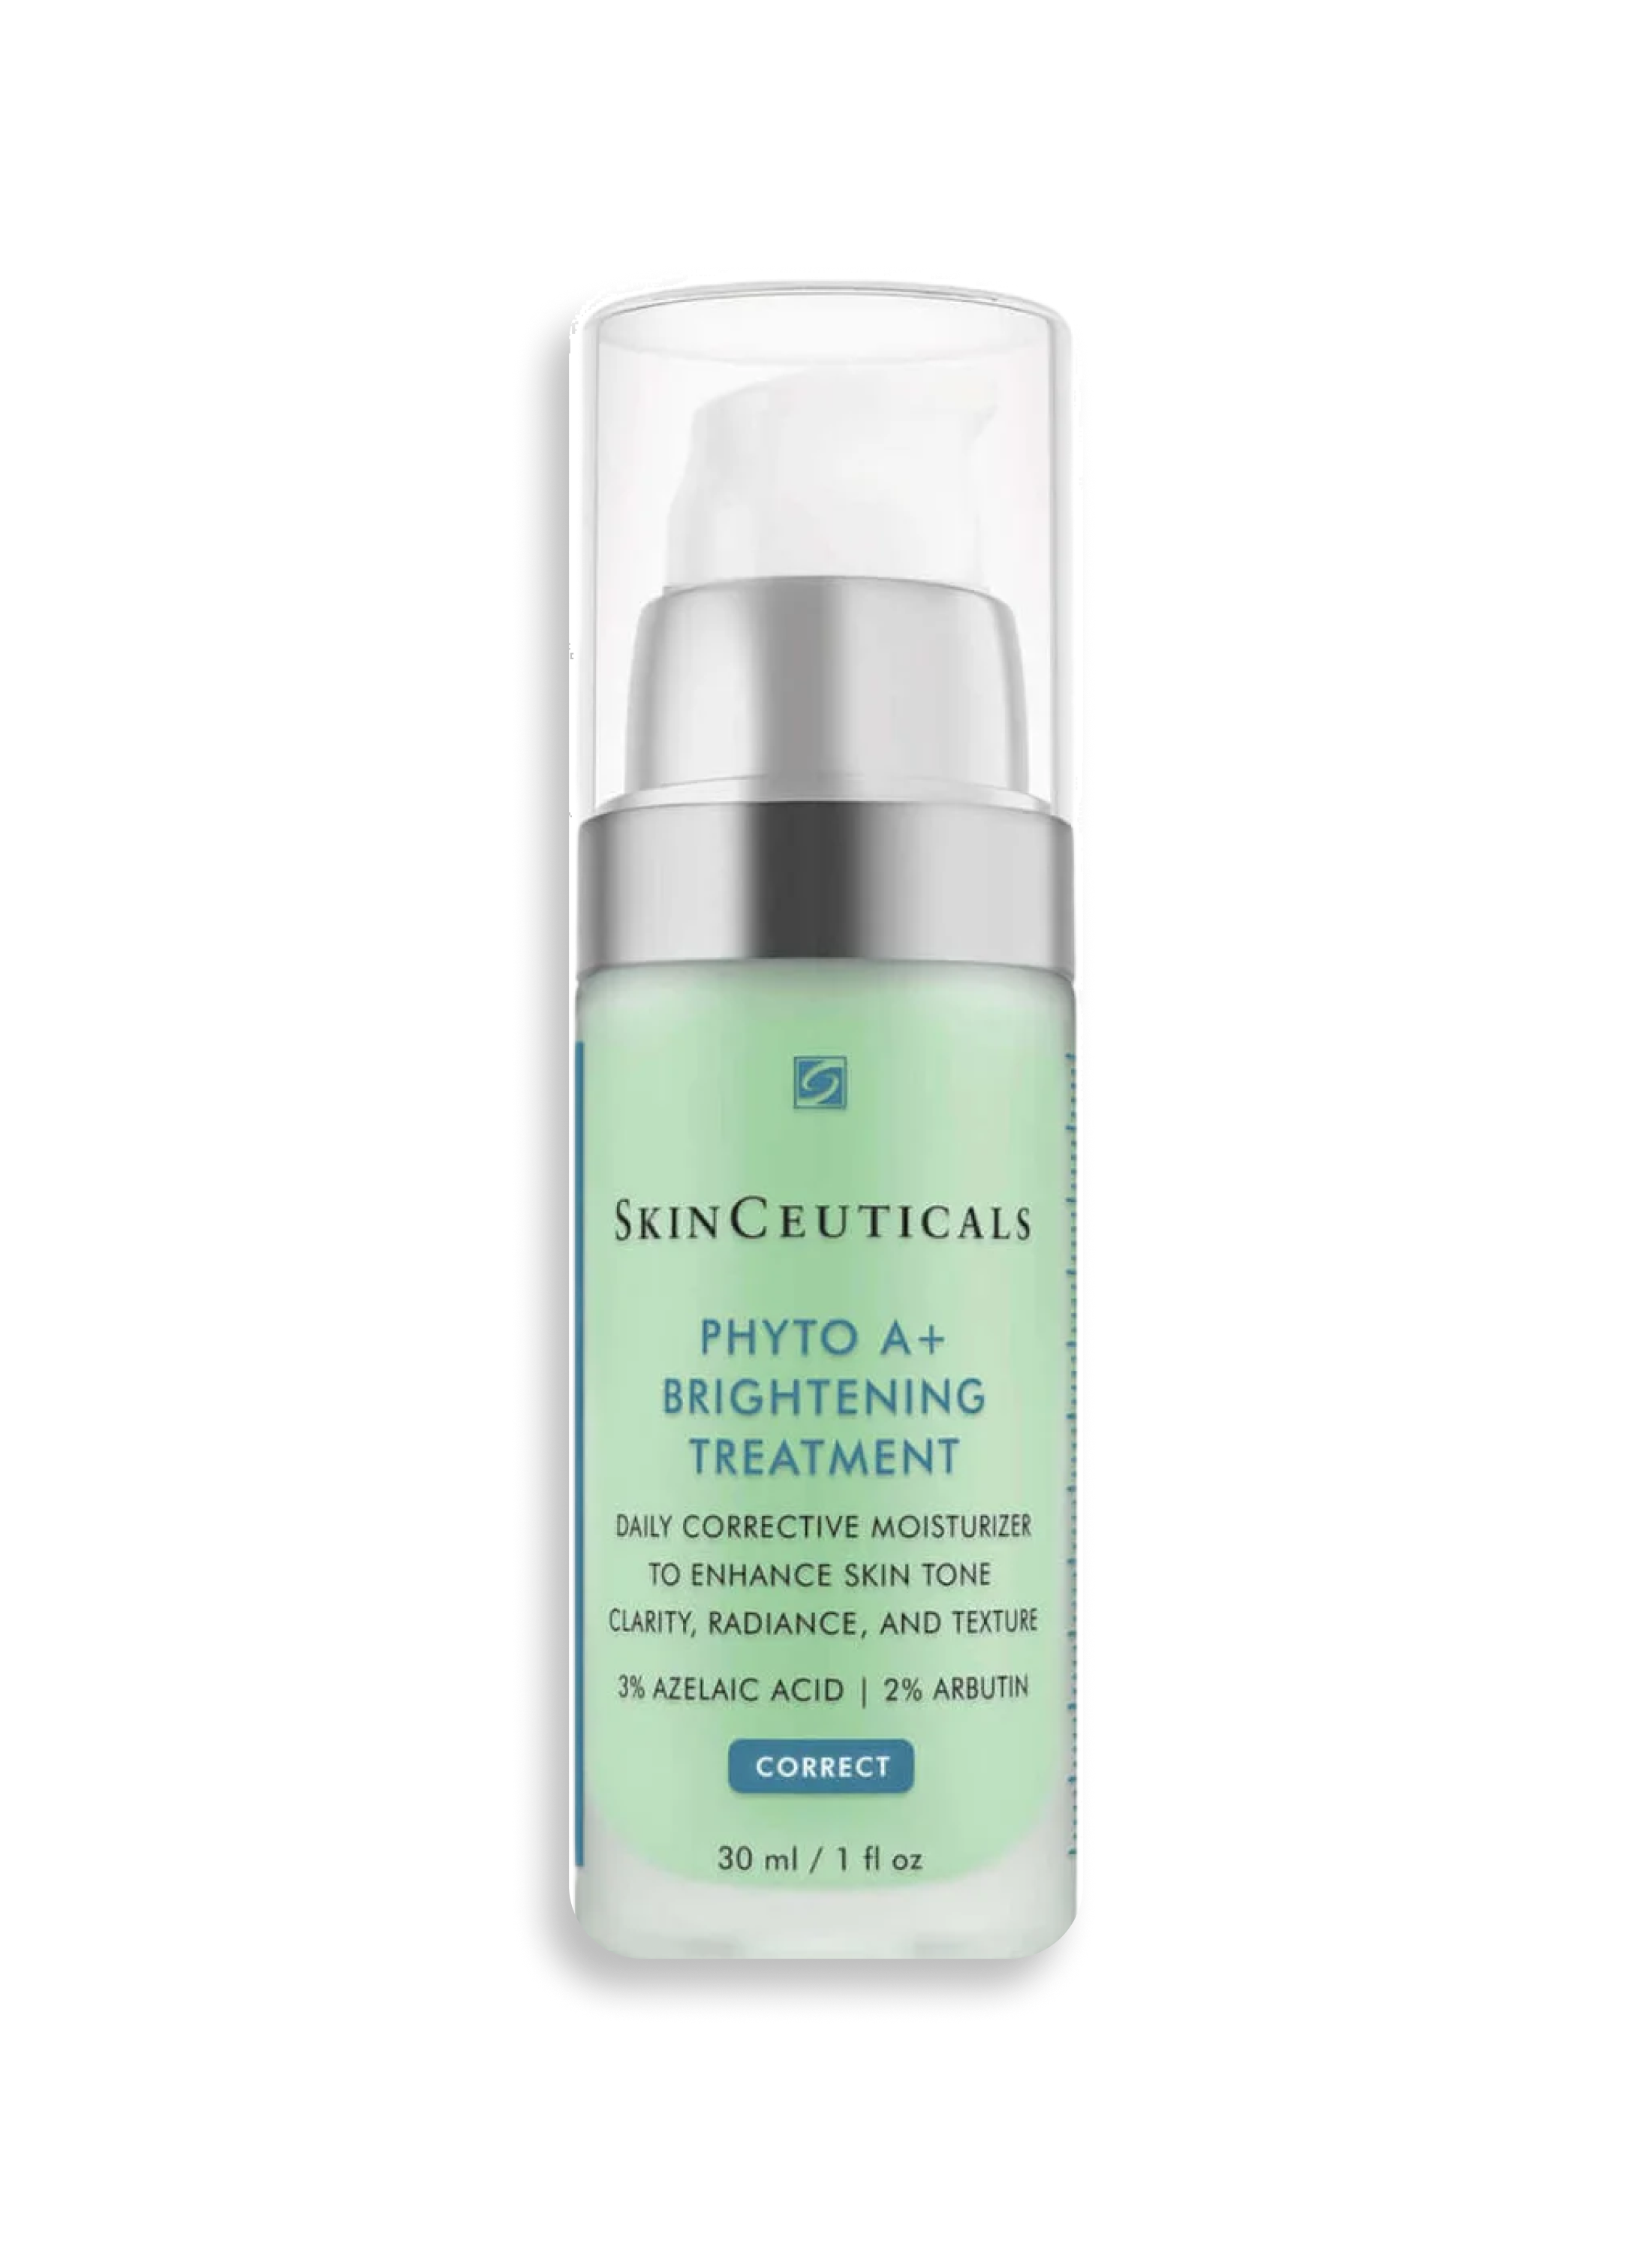 SKINCEUTICALS
PHYTO A+
BRIGHTENING
TREATMENT
DAILY CORRECTIVE MOISTURIZER
TO ENHANCE SKIN TONE
CLARITY, RADIANCE, AND TEXTURE
3% AZELAIC ACID | 2% ARBUTIN
CORRECT
30 ml / 1 fl oz